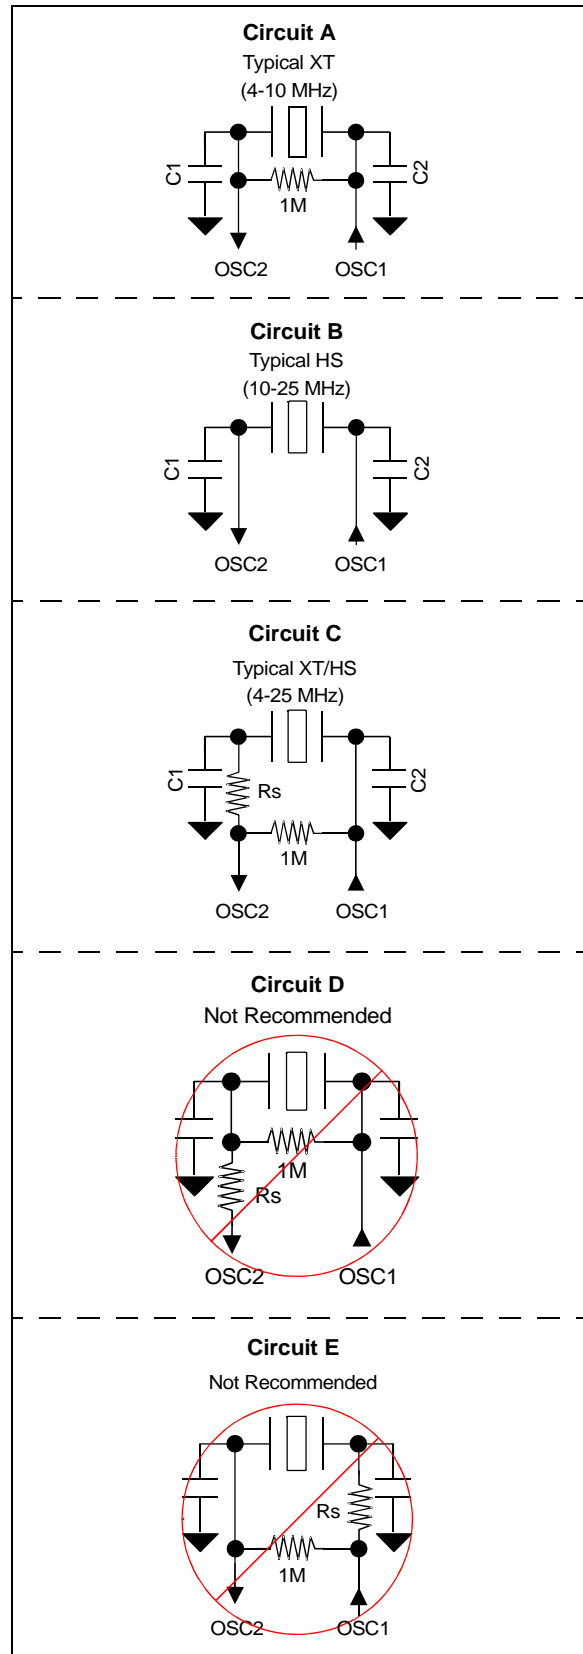 Circuit A
Typical XT
(4-10 MHz)
C1
C2
1M
OSC2
OSC1
Circuit B
Typical HS
(10-25 MHz)
C1
C2
OSC2
OSC1
Circuit C
Typical XT/HS
(4-25 MHz)
C1
Rs
C2
1M
OSC2
OSC1
Circuit D
Not Recommended
1M
Rs
OSC2
OSC1
Circuit E
Not Recommended
Rs
1M
OSC2
OSC1